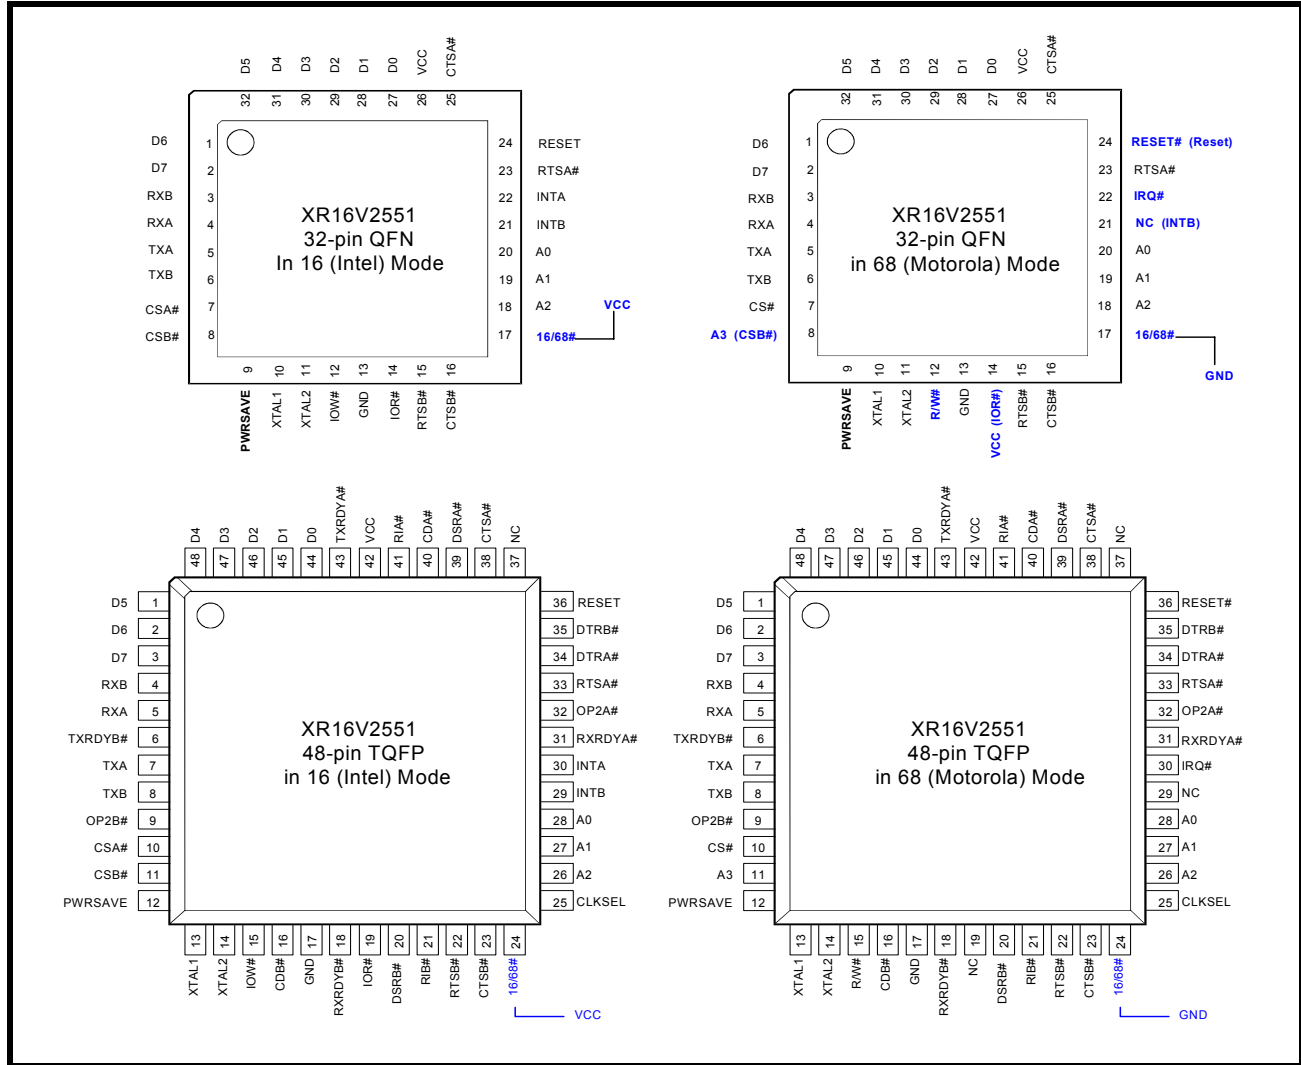 D5 D4 D3 D2 D1 D0 VCC CTSA#
32 31 30 29 28 27 26 25
D6 1 24 RESET
D7 2 23 RTSA#
RXB 3 22 INTA
RXA 4 21 INTB
TXA 5 20 A0
TXB 6 19 A1
CSA# 7 18 A2 VCC
CSB# 8 17 16/68#
XR16V2551
32-pin QFN
In 16 (Intel) Mode
9 10 11 12 13 14 15 16
PWRSAVE XTAL1 XTAL2 IOW# GND IOR# RTSB# CTSB#
D5 D4 D3 D2 D1 D0 VCC CTSA#
32 31 30 29 28 27 26 25
D6 1 24 RESET# (Reset)
D7 2 23 RTSA#
RXB 3 22 IRQ#
RXA 4 21 NC (INTB)
TXA 5 20 A0
TXB 6 19 A1
CS# 7 18 A2
A3 (CSB#) 8 17 16/68#
GND
XR16V2551
32-pin QFN
in 68 (Motorola) Mode
9 10 11 12 13 14 15 16
PWRSAVE XTAL1 XTAL2 R/W# GND VCC (IOR#) RTSB# CTSB#
D4 D3 D2 D1 D0 TXRDYA# VCC RIA# CDA# DSRA# CTSA# NC
48 47 46 45 44 43 42 41 40 39 38 37
D5 1 36 RESET
D6 2 35 DTRB#
D7 3 34 DTRA#
RXB 4 33 RTSA#
RXA 5 32 OP2A#
TXRDYB# 6 31 RXRDYA#
TXA 7 30 INTA
TXB 8 29 INTB
OP2B# 9 28 A0
CSA# 10 27 A1
CSB# 11 26 A2
PWRSAVE 12 25 CLKSEL
XR16V2551
48-pin TQFP
in 16 (Intel) Mode
13 14 15 16 17 18 19 20 21 22 23 24
XTAL1 XTAL2 IOW# CDB# GND RXRDYB# IOR# DSRB# RIB# RTSB# CTSB# 16/68#
VCC
D4 D3 D2 D1 D0 TXRDYA# VCC RIA# CDA# DSRA# CTSA# NC
48 47 46 45 44 43 42 41 40 39 38 37
D5 1 36 RESET#
D6 2 35 DTRB#
D7 3 34 DTRA#
RXB 4 33 RTSA#
RXA 5 32 OP2A#
TXRDYB# 6 31 RXRDYA#
TXA 7 30 IRQ#
TXB 8 29 NC
OP2B# 9 28 A0
CS# 10 27 A1
A3 11 26 A2
PWRSAVE 12 25 CLKSEL
XR16V2551
48-pin TQFP
in 68 (Motorola) Mode
13 14 15 16 17 18 19 20 21 22 23 24
XTAL1 XTAL2 R/W# CDB# GND RXRDYB# NC DSRB# RIB# RTSB# CTSB# 16/68#
GND